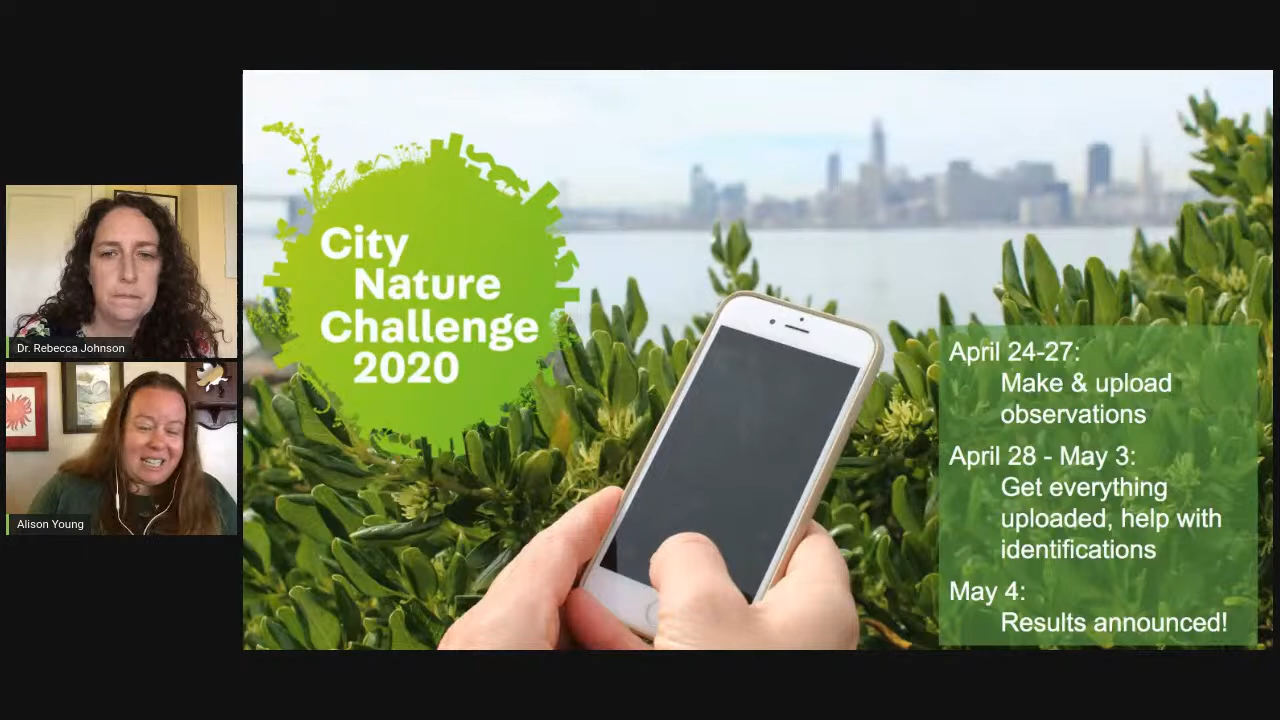 Dr. Rebecca Johnson
Alison Young
City
Nature
Challenge
2020
April 24-27:
Make & upload
observations
April 28 - May 3:
Get everything
uploaded, help with
identifications
May 4:
Results announced!